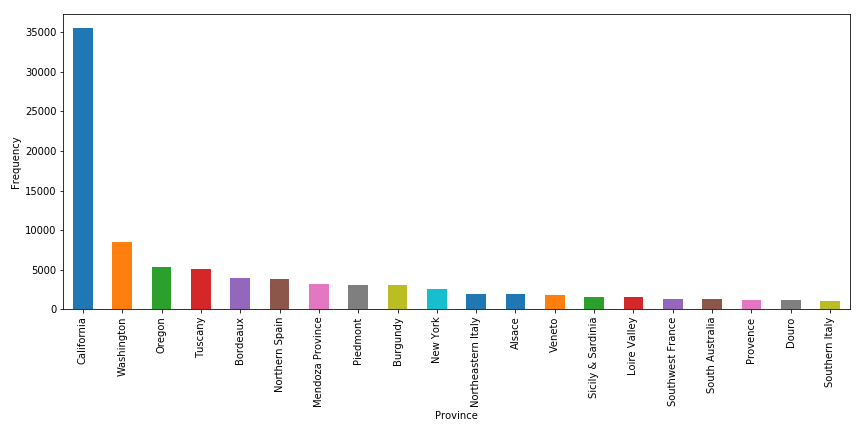 35000
30000
25000
20000
15000
10000
5000
0
Frequency
California
Washington
Oregon
Tuscany
Bordeaux
Northern Spain
Mendoza Province
Piedmont
Burgundy
New York
Northeastern Italy
Alsace
Veneto
Sicily & Sardinia
Loire Valley
Southwest France
South Australia
Provence
Douro
Southern Italy
Province